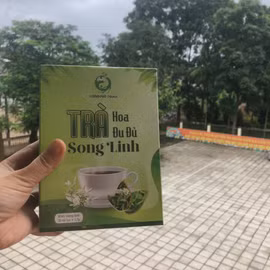 TRÀ Hoa
Đu Đủ
Song Linh